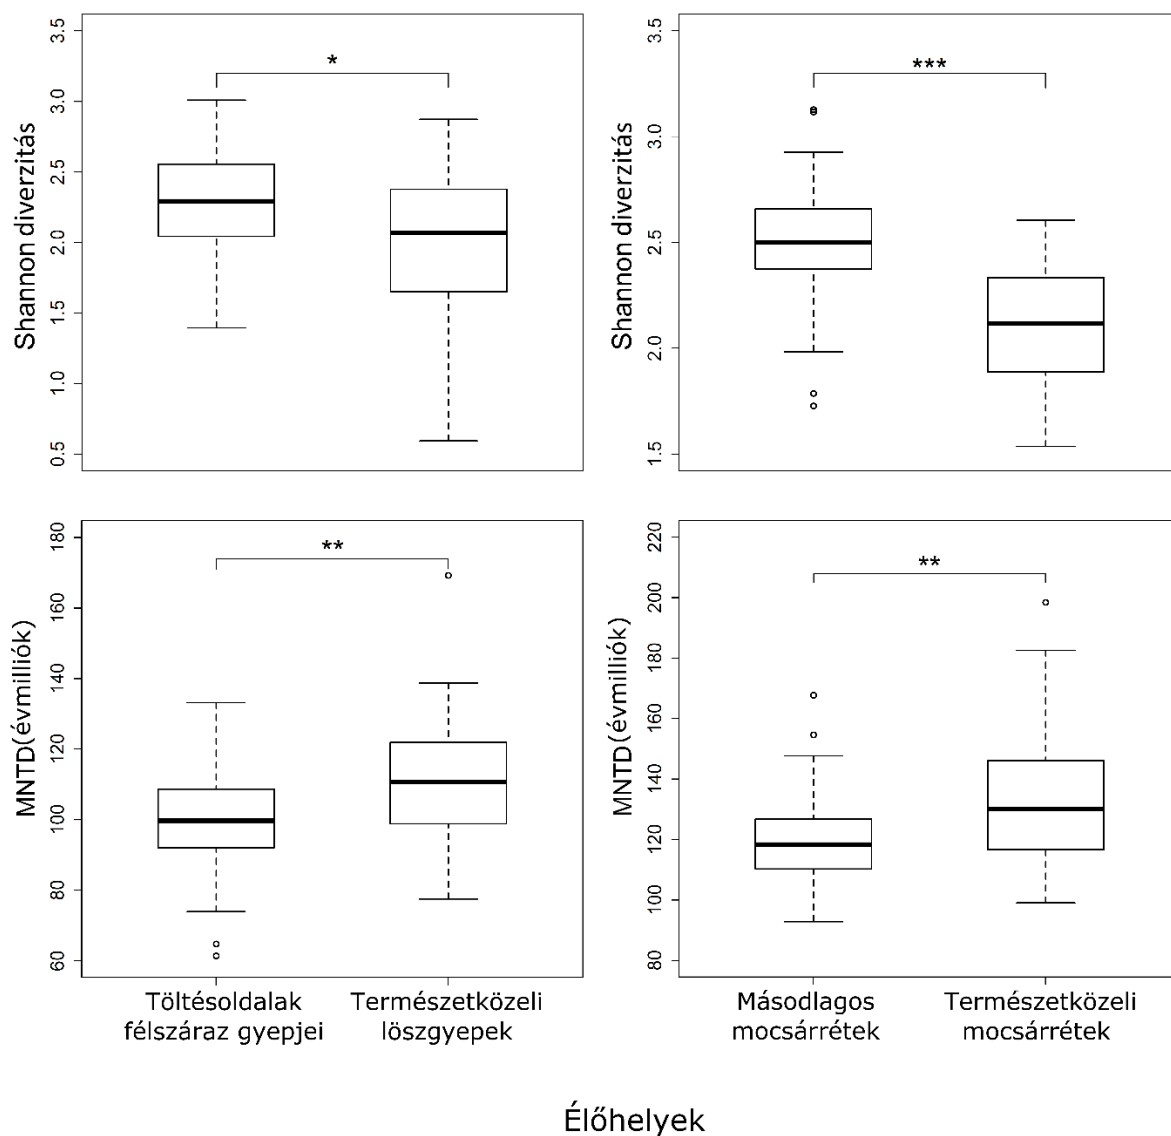 Shannon diverzitás
3.5
3.0
2.5
2.0
1.5
1.0
0.5
*
Shannon diverzitás
3.5
3.0
2.5
2.0
1.5
***
MNTD(évmilliók)
180
160
140
120
100
80
60
**
Töltésoldalak
félszáraz gyepjei
Természetközeli
löszgyepek
MNTD(évmilliók)
220
200
180
160
140
120
100
80
**
Másodlagos
mocsárrétek
Természetközeli
mocsárrétek
Élőhelyek